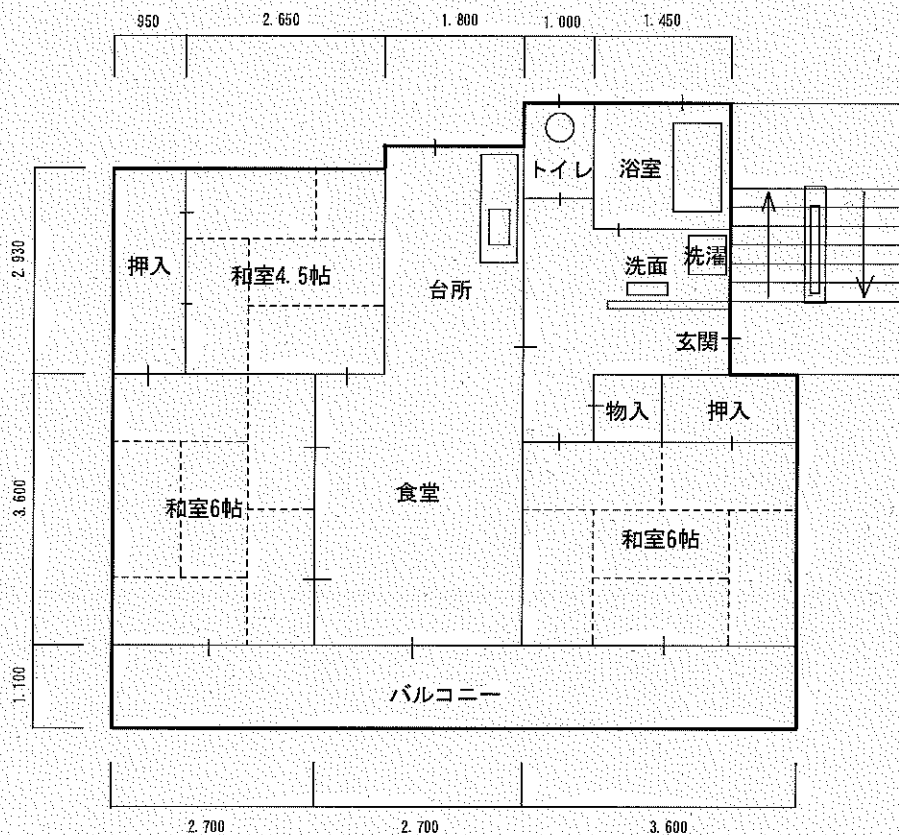 950
2.650
1.800
1.000
1.450
トイレ
浴室
2.930
押入
和室4.5帖
台所
洗面
洗濯
玄関
物入
押入
3.600
和室6帖
食堂
和室6帖
1.100
バルコニー
2.700
2.700
3.600